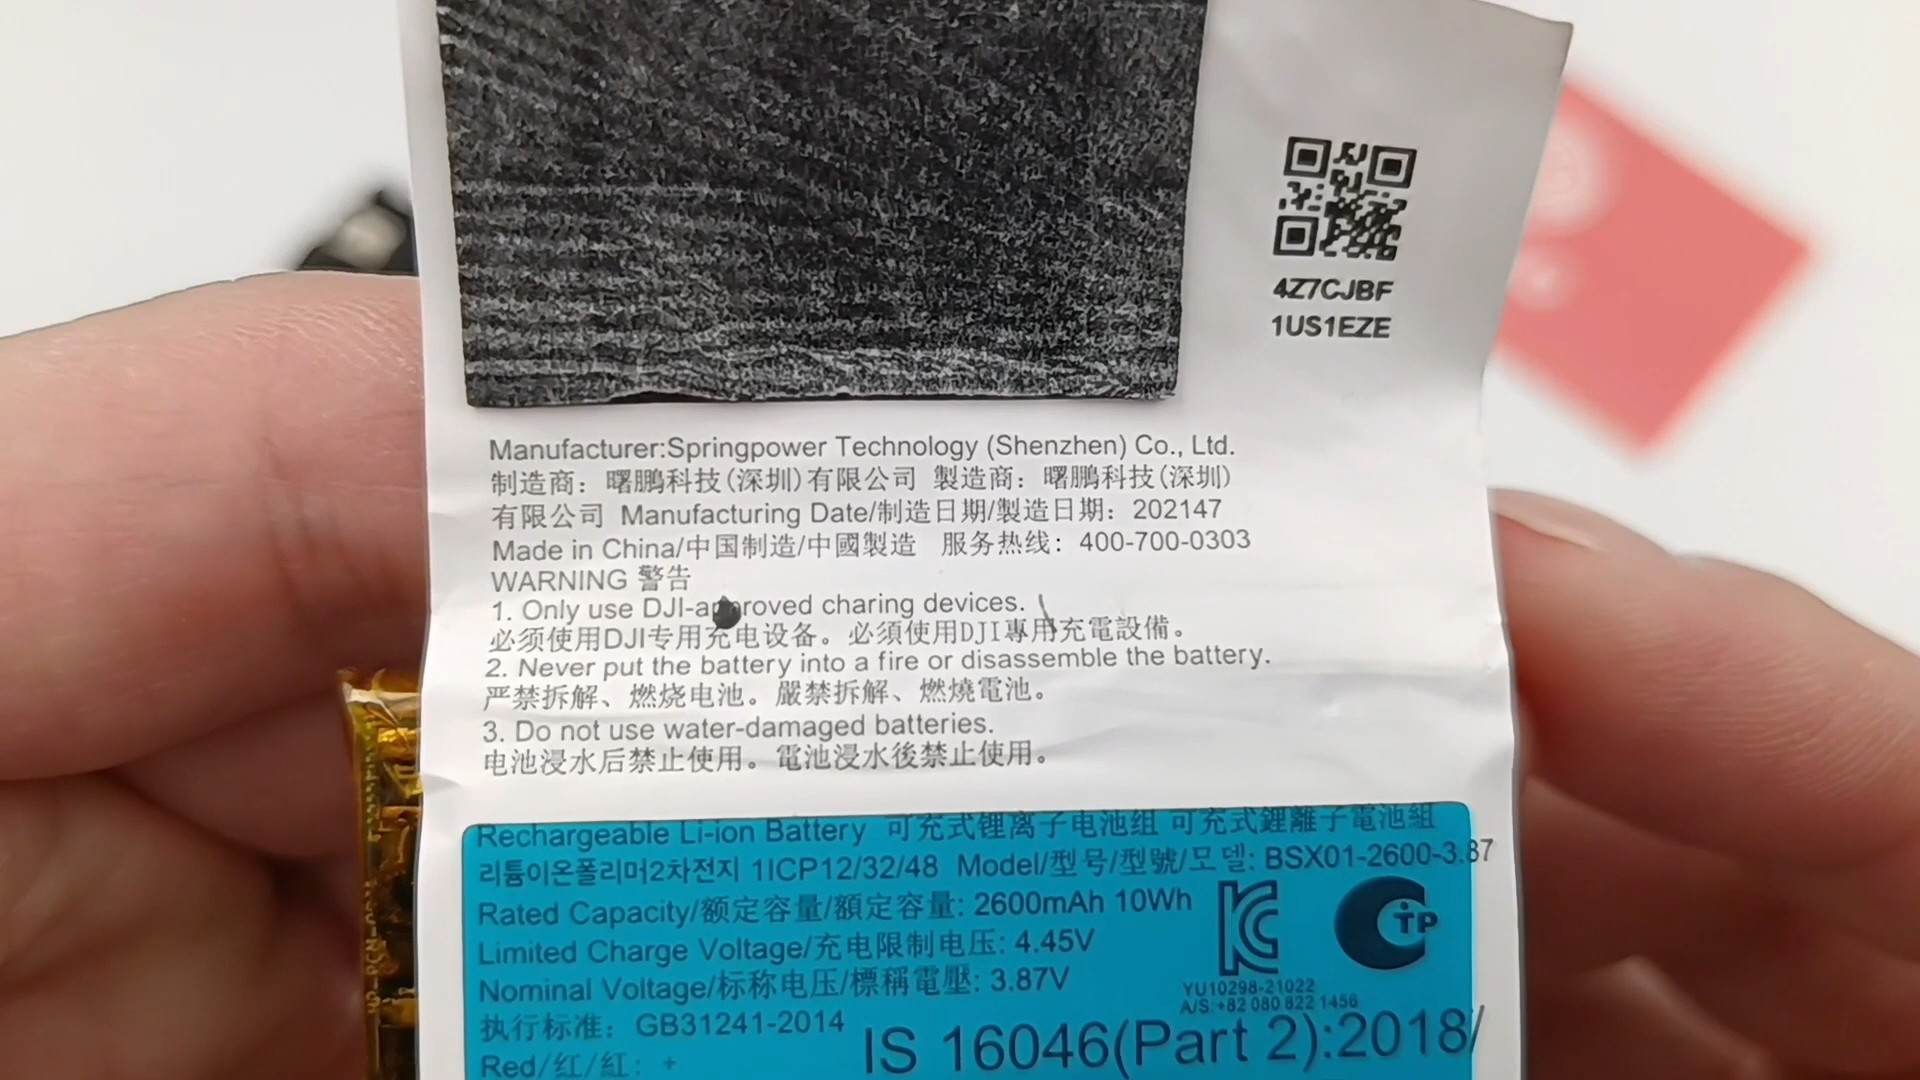 4Z7CJBF
1US1EZE
Manufacturer:Springpower Technology (Shenzhen) Co., Ltd.
制造商：曙鹏科技(深圳)有限公司 製造商：曙鵬科技(深圳)
有限公司 Manufacturing Date/制造日期/製造日期：202147
Made in China/中国制造/中國製造 服务热线：400-700-0303
WARNING 警告
1. Only use DJI-approved charing devices.
必须使用DJI专用充电设备。必須使用DJI專用充電設備。
2. Never put the battery into a fire or disassemble the battery.
严禁拆解、燃烧电池。嚴禁拆解、燃燒電池。
3. Do not use water-damaged batteries.
电池浸水后禁止使用。電池浸水後禁止使用。
Rechargeable Li-ion Battery 可充式锂离子电池组 可充式鋰離子電池組
리튬이온폴리머2차전지 1ICP12/32/48 Model/型号/型號/모델: BSX01-2600-3.87
Rated Capacity/额定容量/額定容量: 2600mAh 10Wh
Limited Charge Voltage/充电限制电压: 4.45V
Nominal Voltage/标称电压/標稱電壓: 3.87V
TP
YU10298-21022
A/S:+82 080 822 1456
执行标准：GB31241-2014
IS 16046(Part 2):2018/
Red/红/紅：+